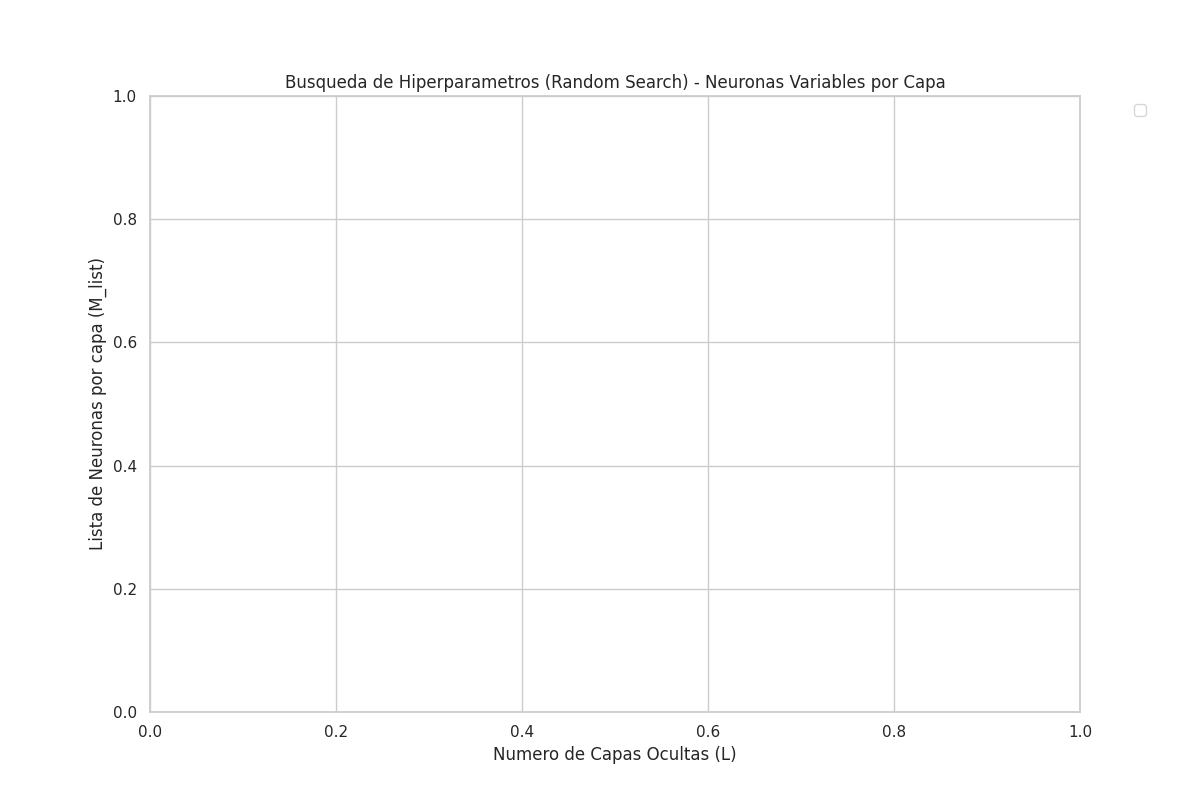 Busqueda de Hiperparametros (Random Search) - Neuronas Variables por Capa
Lista de Neuronas por capa (M_list)
1.0
0.8
0.6
0.4
0.2
0.0
0.0 0.2 0.4 0.6 0.8 1.0
Numero de Capas Ocultas (L)